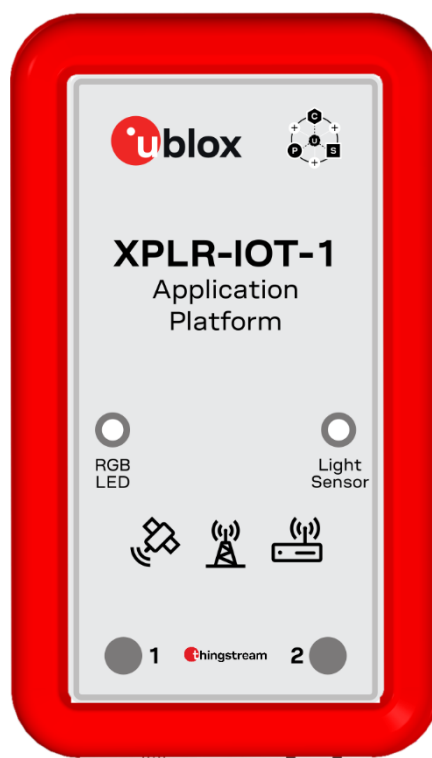 ublox
C
U
P S
XPLR-IOT-1
Application
Platform
RGB
LED
Light
Sensor
1 thingstream 2